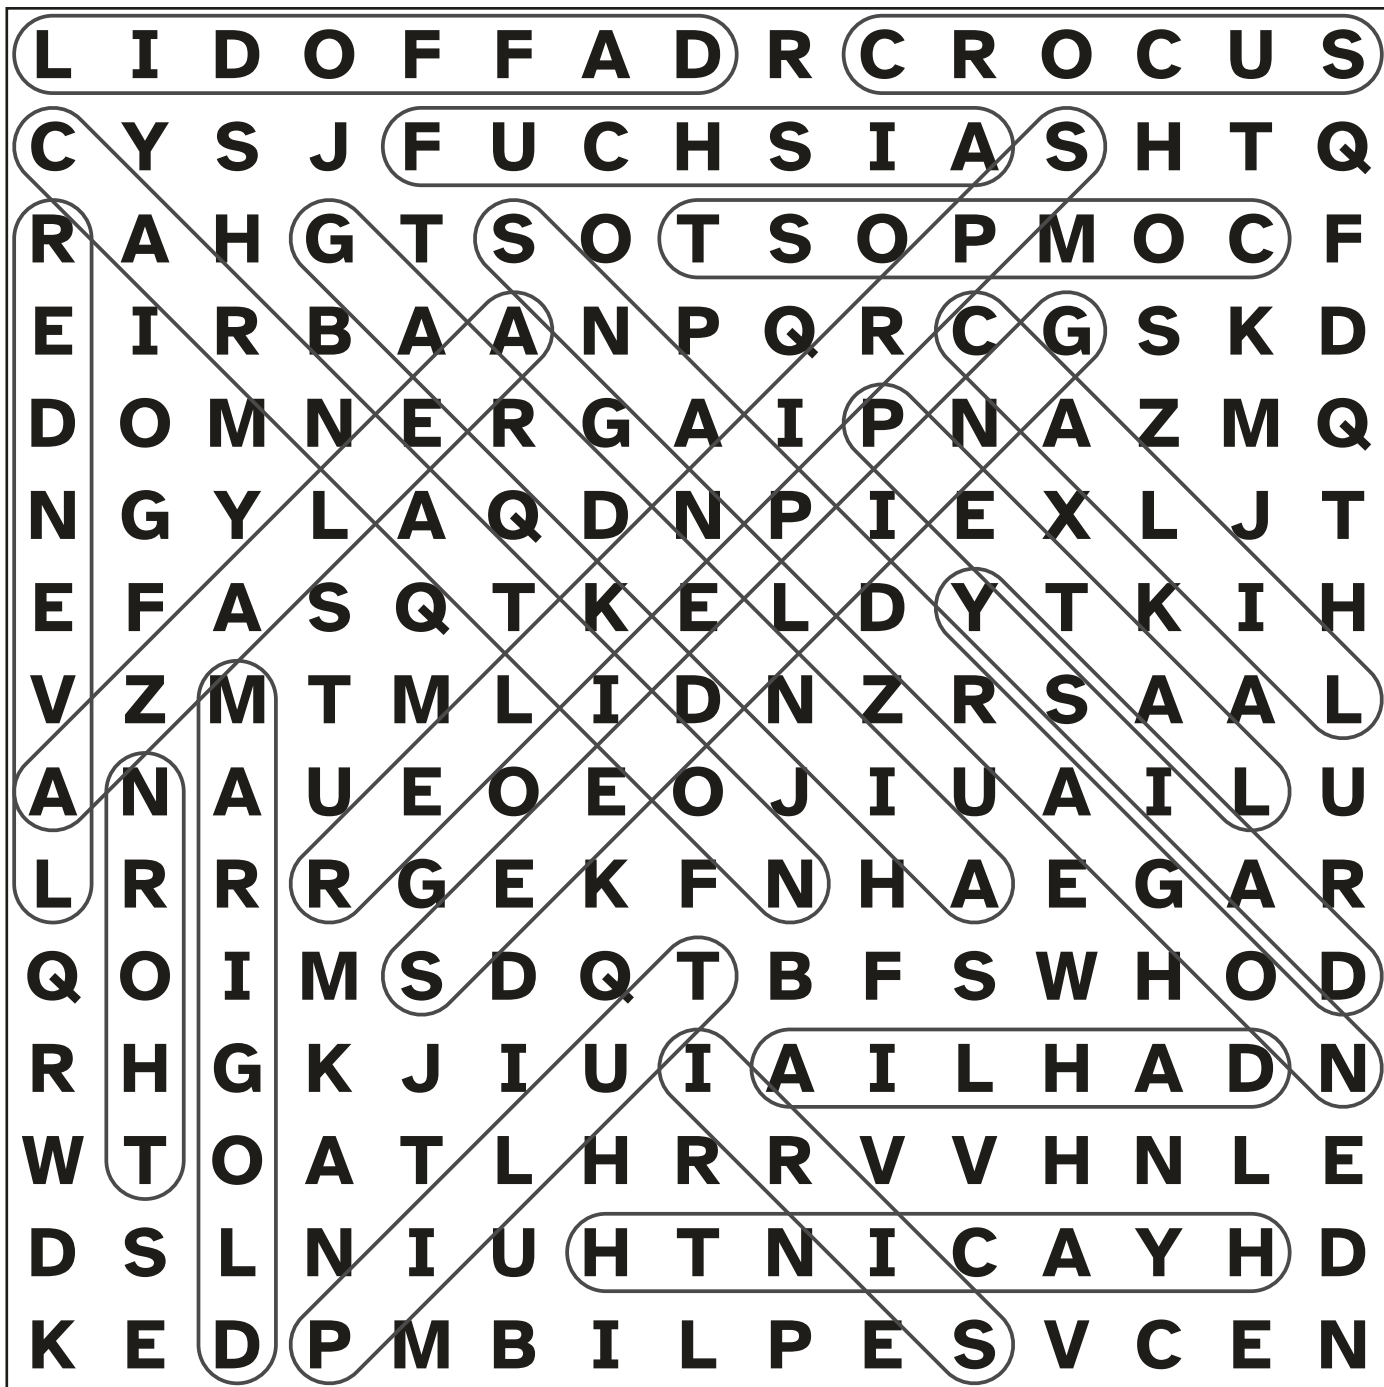 L I D O F F A D R C R O C U S
C Y S J F U C H S I A S H T Q
R A H G T S O T S O P M O C F
E I R B A A N P Q R C G S K D
D O M N E R G A I P N A Z M Q
N G Y L A Q D N P I E X L J T
E F A S Q T K E L D Y T K I H
V Z M T M L I D N Z R S A A L
A N A U E O E O J I U A I L U
L R R R G E K F N H A E G A R
Q O I M S D Q T B F S W H O D
R H G K J I U I A I L H A D N
W T O A T L H R R V V H N L E
D S L N I U H T N I C A Y H D
K E D P M B I L P E S V C E N